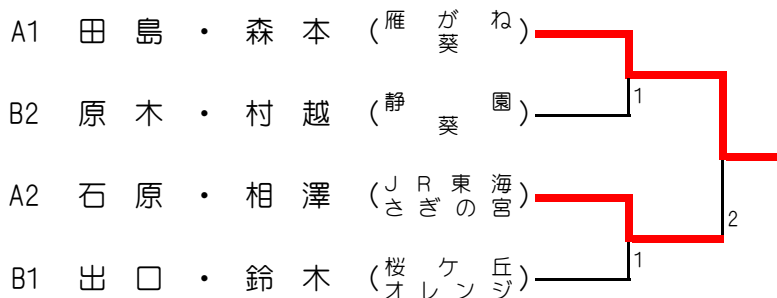 A1 田島・森本 (雁がね 葵)
1
B2 原木・村越 (静園 葵)
A2 石原・相澤 (JR東海 さぎの宮)
2
1
B1 出口・鈴木 (桜ケ丘 オレンジ)